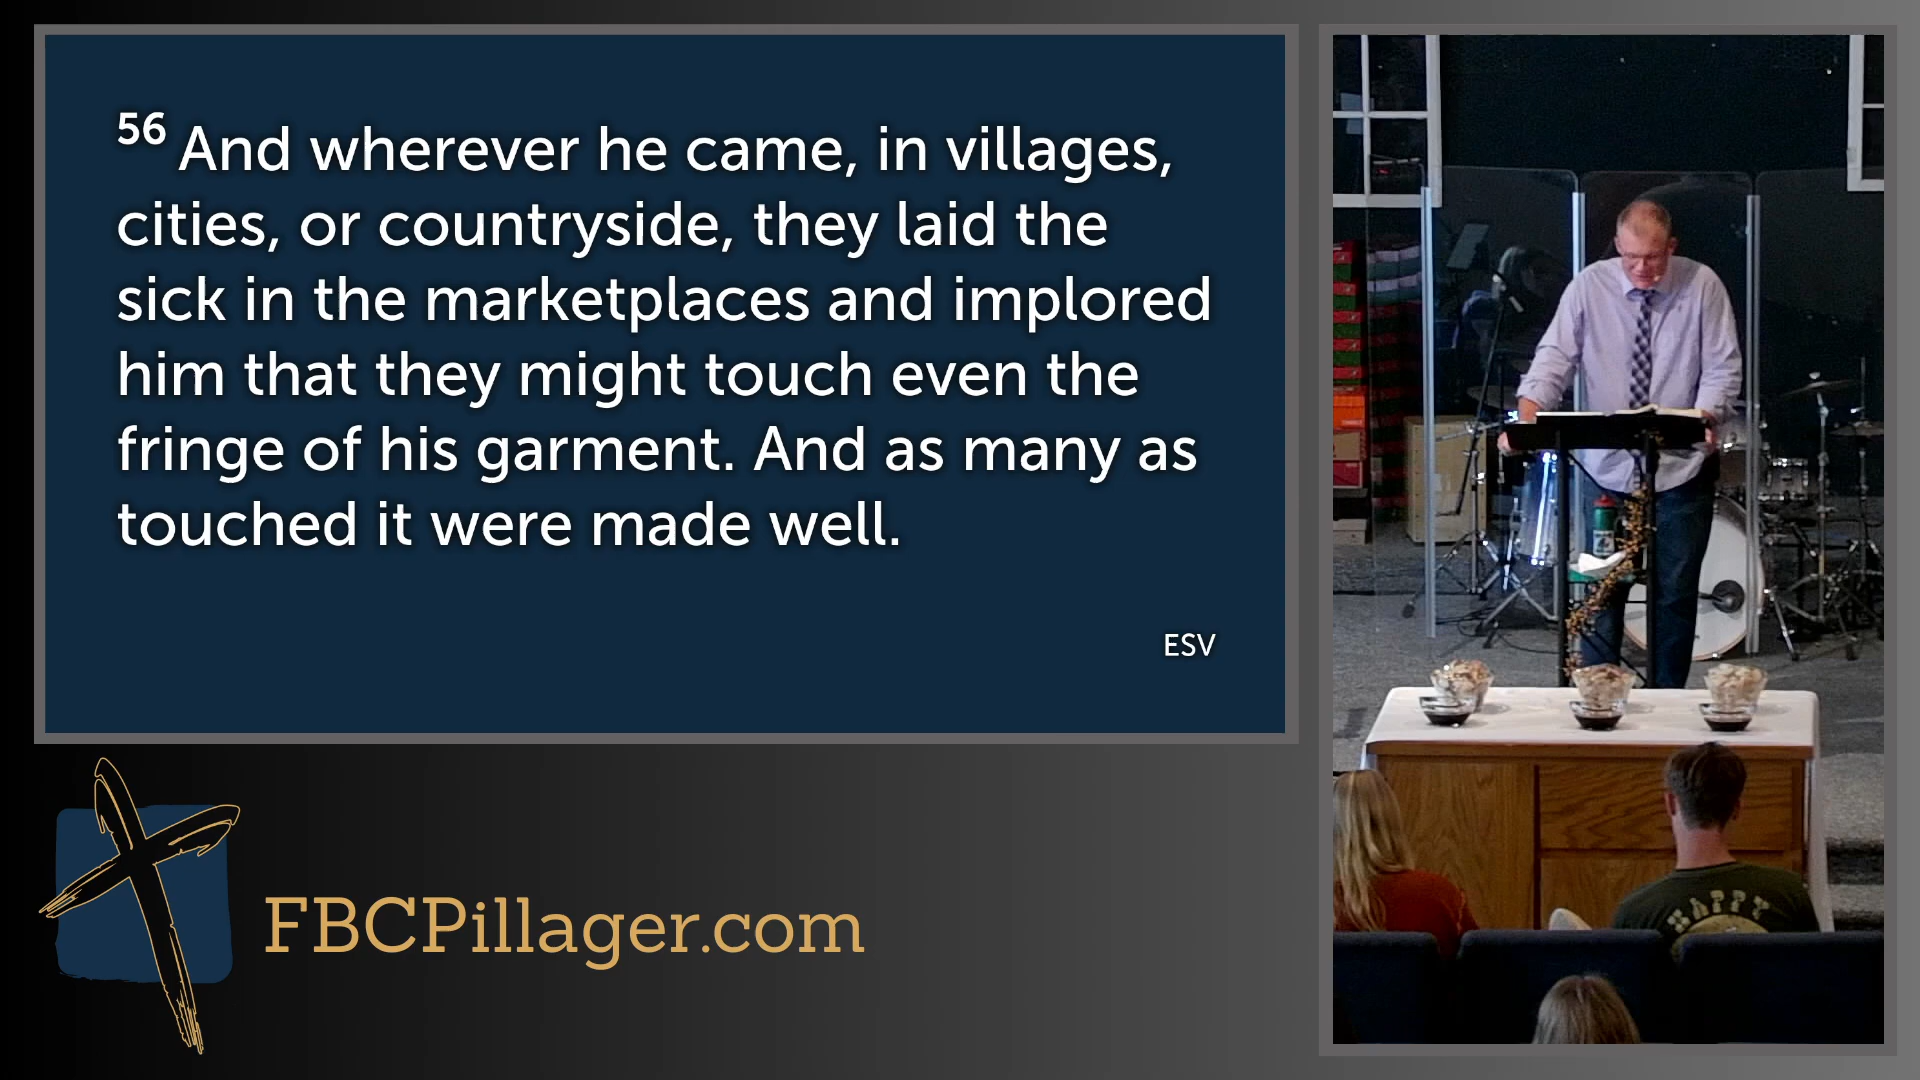 56 And wherever he came, in villages,
cities, or countryside, they laid the
sick in the marketplaces and implored
him that they might touch even the
fringe of his garment. And as many as
touched it were made well.
ESV
FBCPillager.com
HAPPY